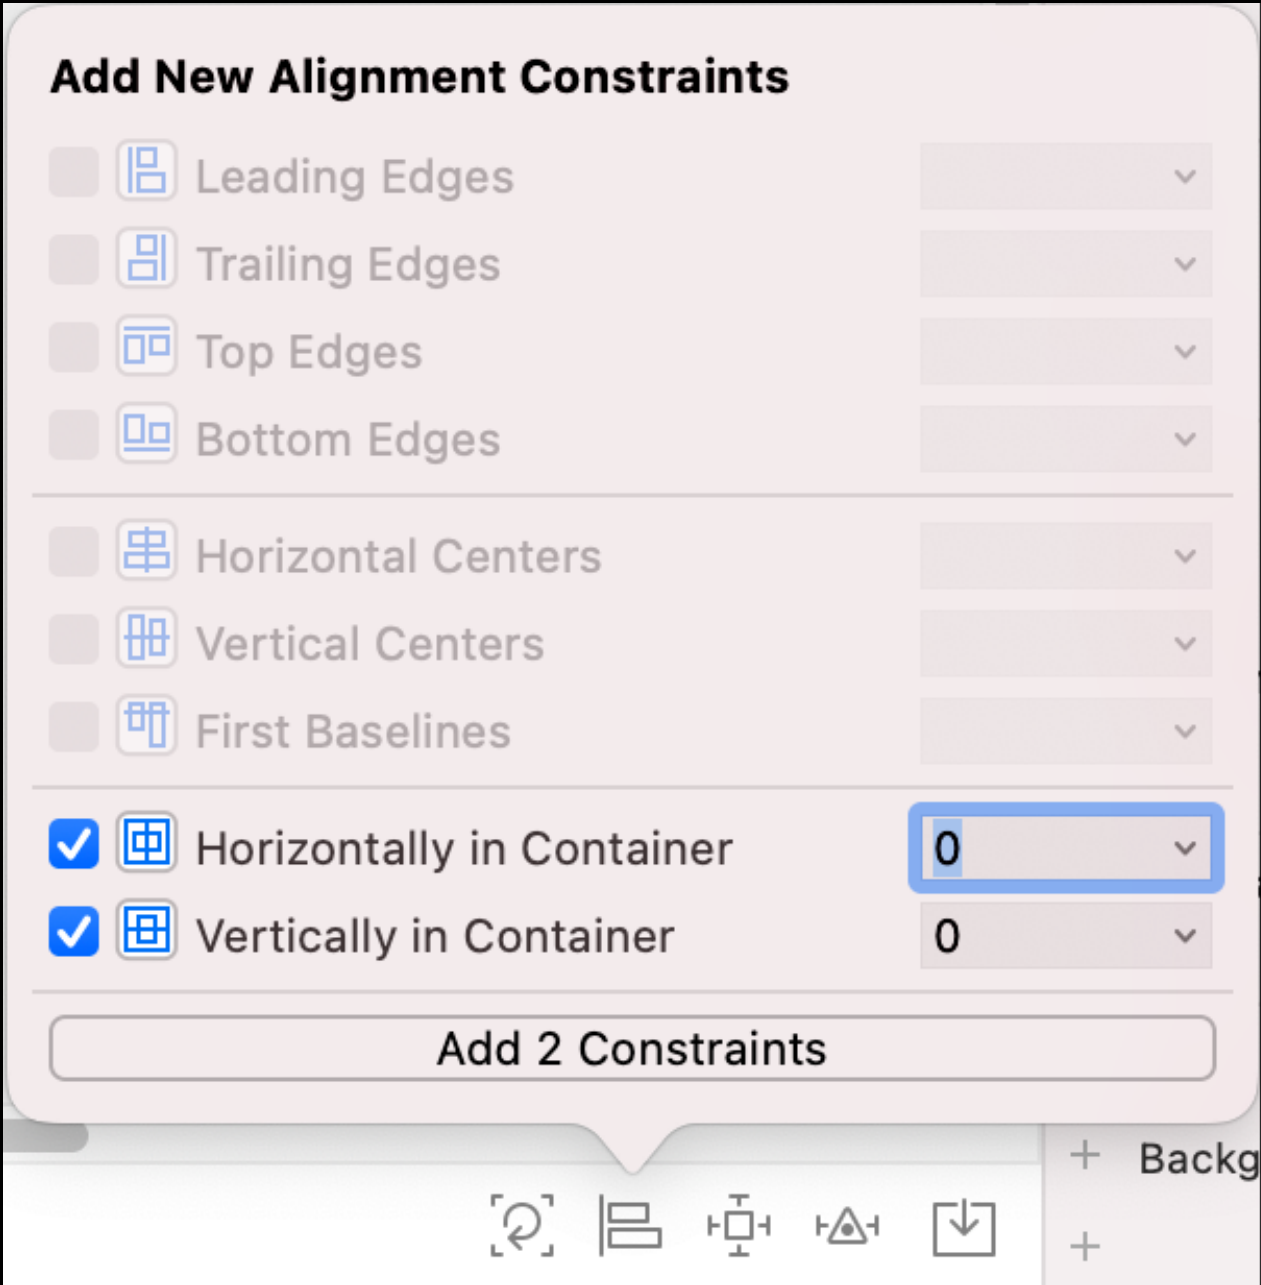 Add New Alignment Constraints
Leading Edges
Trailing Edges
Top Edges
Bottom Edges
Horizontal Centers
Vertical Centers
First Baselines
Horizontally in Container 0
Vertically in Container 0
Add 2 Constraints
Backg